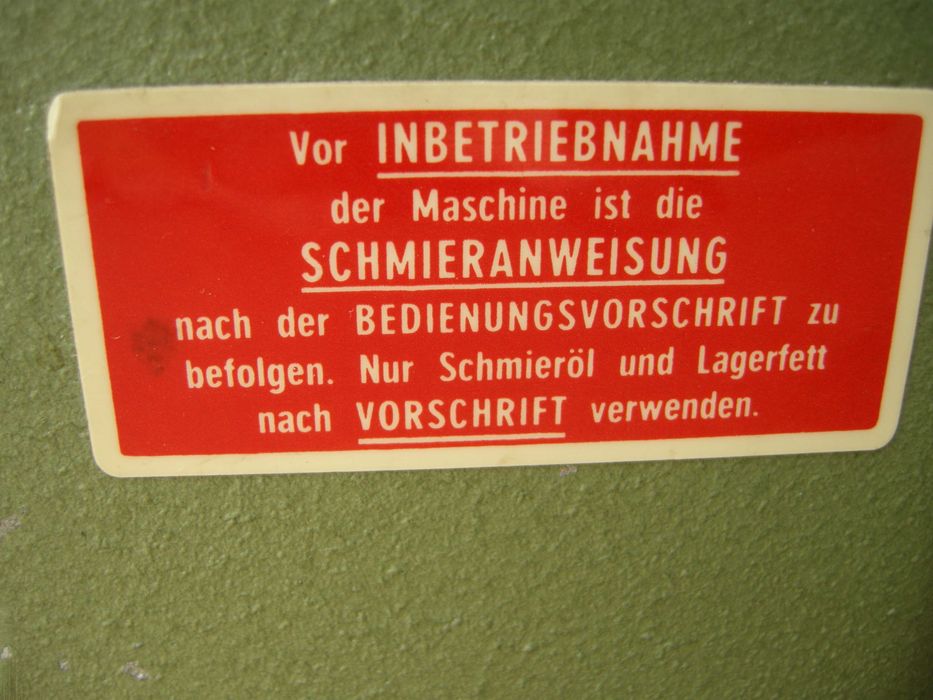 Vor INBETRIEBNAHME
der Maschine ist die
SCHMIERANWEISUNG
nach der BEDIENUNGSVORSCHRIFT zu
befolgen. Nur Schmieröl und Lagerfett
nach VORSCHRIFT verwenden.